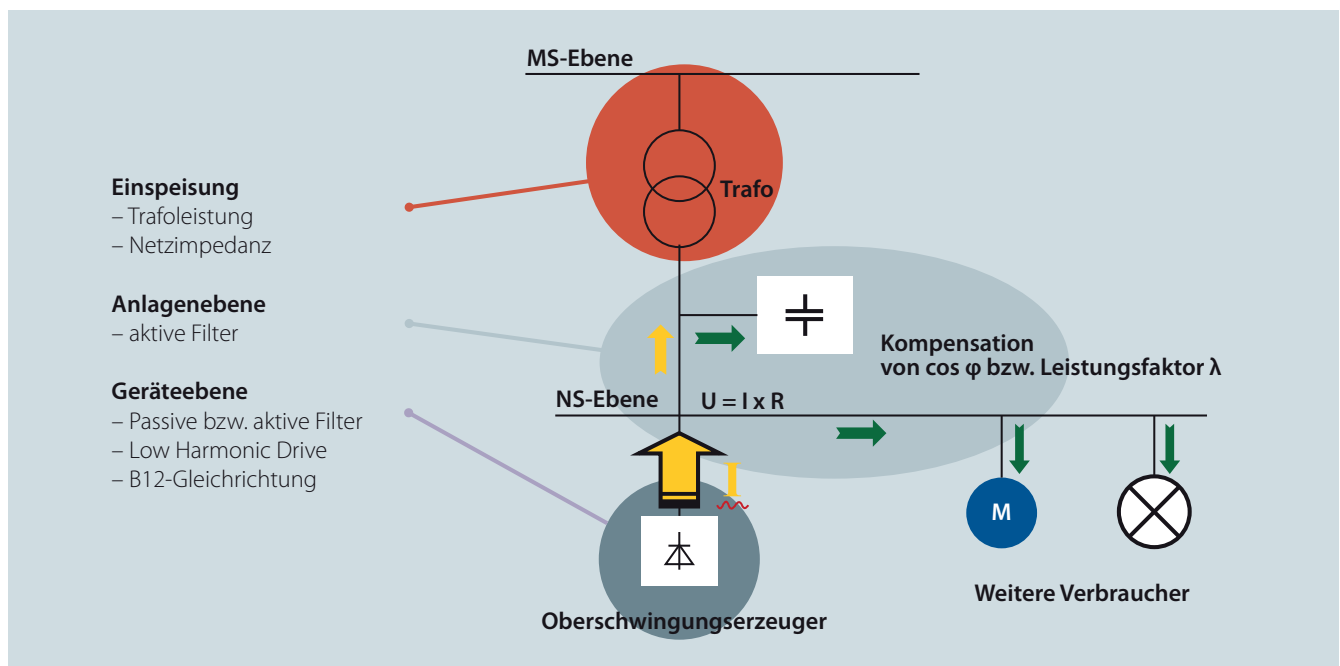 MS-Ebene
Trafo
Einspeisung
– Trafoleistung
– Netzimpedanz
Anlagenebene
– aktive Filter
Geräteebene
– Passive bzw. aktive Filter
– Low Harmonic Drive
– B12-Gleichrichtung
Kompensation
von cos φ bzw. Leistungsfaktor λ
NS-Ebene
U = I x R
I
M
Weitere Verbraucher
Oberschwingungserzeuger